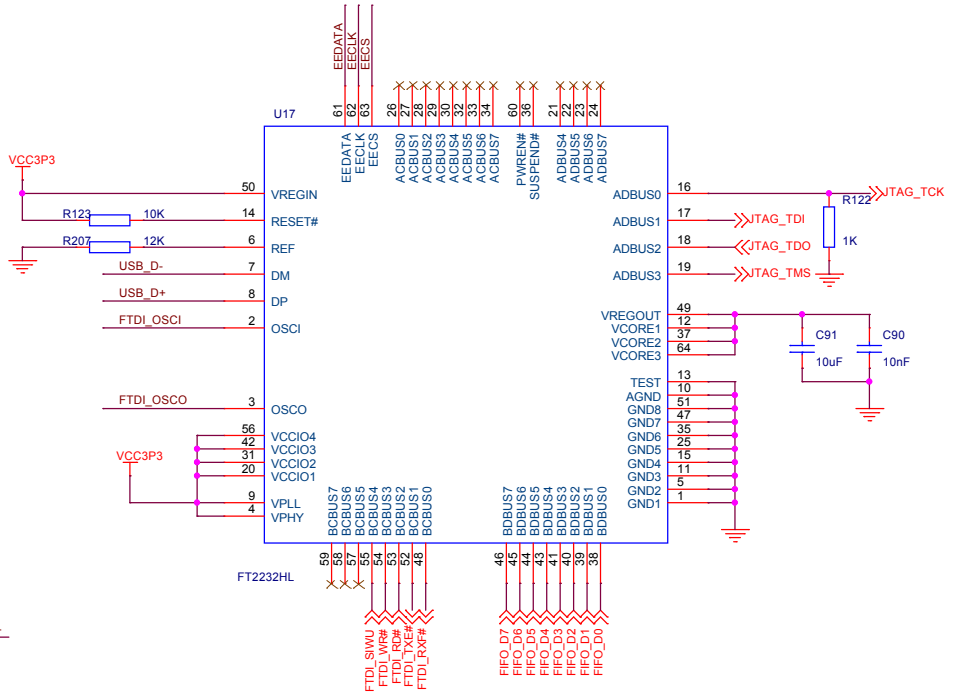 EEDATA
EECLK
EECS
61
62
63
26
27
28
29
30
32
33
34
60
36
21
22
23
24
U17
EEDATA
EECLK
EECS
ACBUS0
ACBUS1
ACBUS2
ACBUS3
ACBUS4
ACBUS5
ACBUS6
ACBUS7
PWREN#
SUSPEND#
ADBUS4
ADBUS5
ADBUS6
ADBUS7
VCC3P3
50 VREGIN
R123 10K 14 RESET#
R207 12K 6 REF
USB_D- 7 DM
USB_D+ 8 DP
FTDI_OSCI 2 OSCI
FTDI_OSCO 3 OSCO
56 VCCIO4
42 VCCIO3
31 VCCIO2
20 VCCIO1
VCC3P3
9 VPLL
4 VPHY
ADBUS0 16 JTAG_TCK
R122
1K
ADBUS1 17 JTAG_TDI
ADBUS2 18 JTAG_TDO
ADBUS3 19 JTAG_TMS
VREGOUT 49
VCORE1 12
VCORE2 37
VCORE3 64
C91
10uF
C90
10nF
TEST 13
AGND 10
GND8 51
GND7 47
GND6 35
GND5 25
GND4 15
GND3 11
GND2 5
GND1 1
BCBUS7
BCBUS6
BCBUS5
BCBUS4
BCBUS3
BCBUS2
BCBUS1
BCBUS0
BDBUS7
BDBUS6
BDBUS5
BDBUS4
BDBUS3
BDBUS2
BDBUS1
BDBUS0
59
58
57
55
54
53
52
48
46
45
44
43
41
40
39
38
FT2232HL
FTDI_SIWU
FTDI_WR#
FTDI_RD#
FTDI_TXE#
FTDI_RXF#
FIFO_D7
FIFO_D6
FIFO_D5
FIFO_D4
FIFO_D3
FIFO_D2
FIFO_D1
FIFO_D0